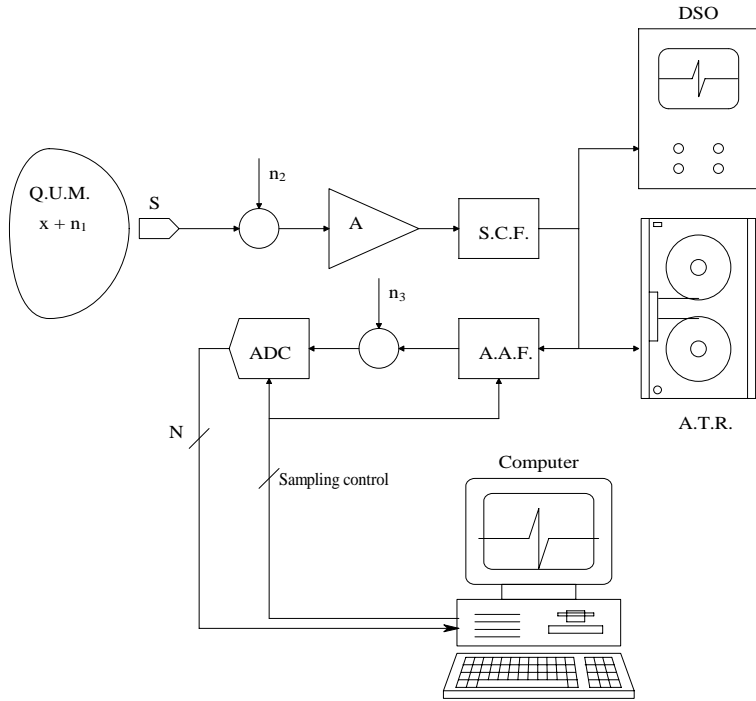 DSO
Q.U.M.
x + n1
S
n2
A
S.C.F.
n3
ADC
A.A.F.
A.T.R.
N
Sampling control
Computer